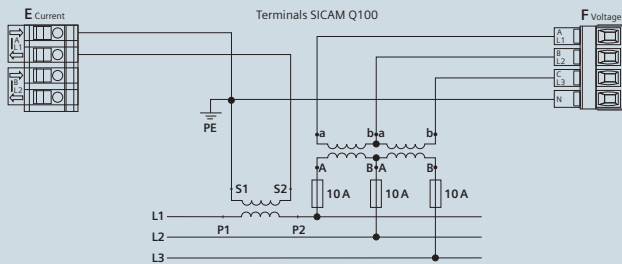 E Current
Terminals SICAM Q100
F Voltage
I A L1
I B L2
A L1
B L2
C L3
N
PE
a b a b
A B A B
10 A 10 A 10 A
S1 S2
L1
P1 P2
L2
L3